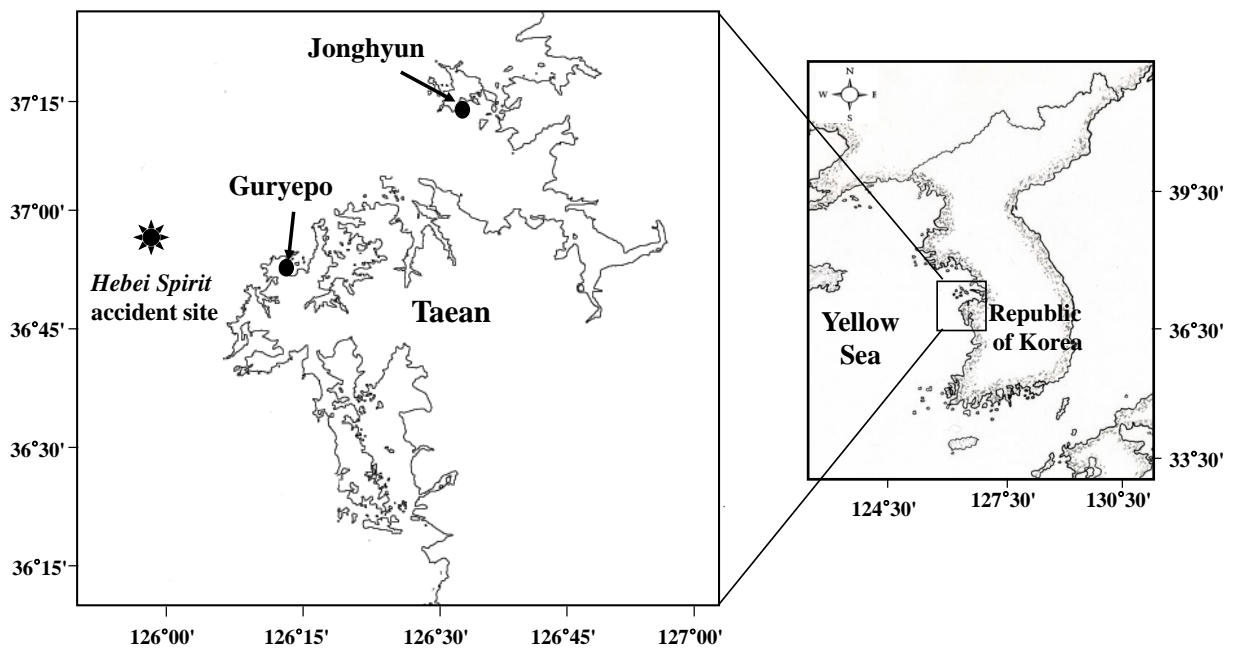 Jonghyun
Guryepo
Hebei Spirit
accident site
Taean
37°15'
37°00'
36°45'
36°30'
36°15'
126°00'
126°15'
126°30'
126°45'
127°00'
N
W
E
S
Yellow
Sea
Republic
of Korea
39°30'
36°30'
33°30'
124°30'
127°30'
130°30'